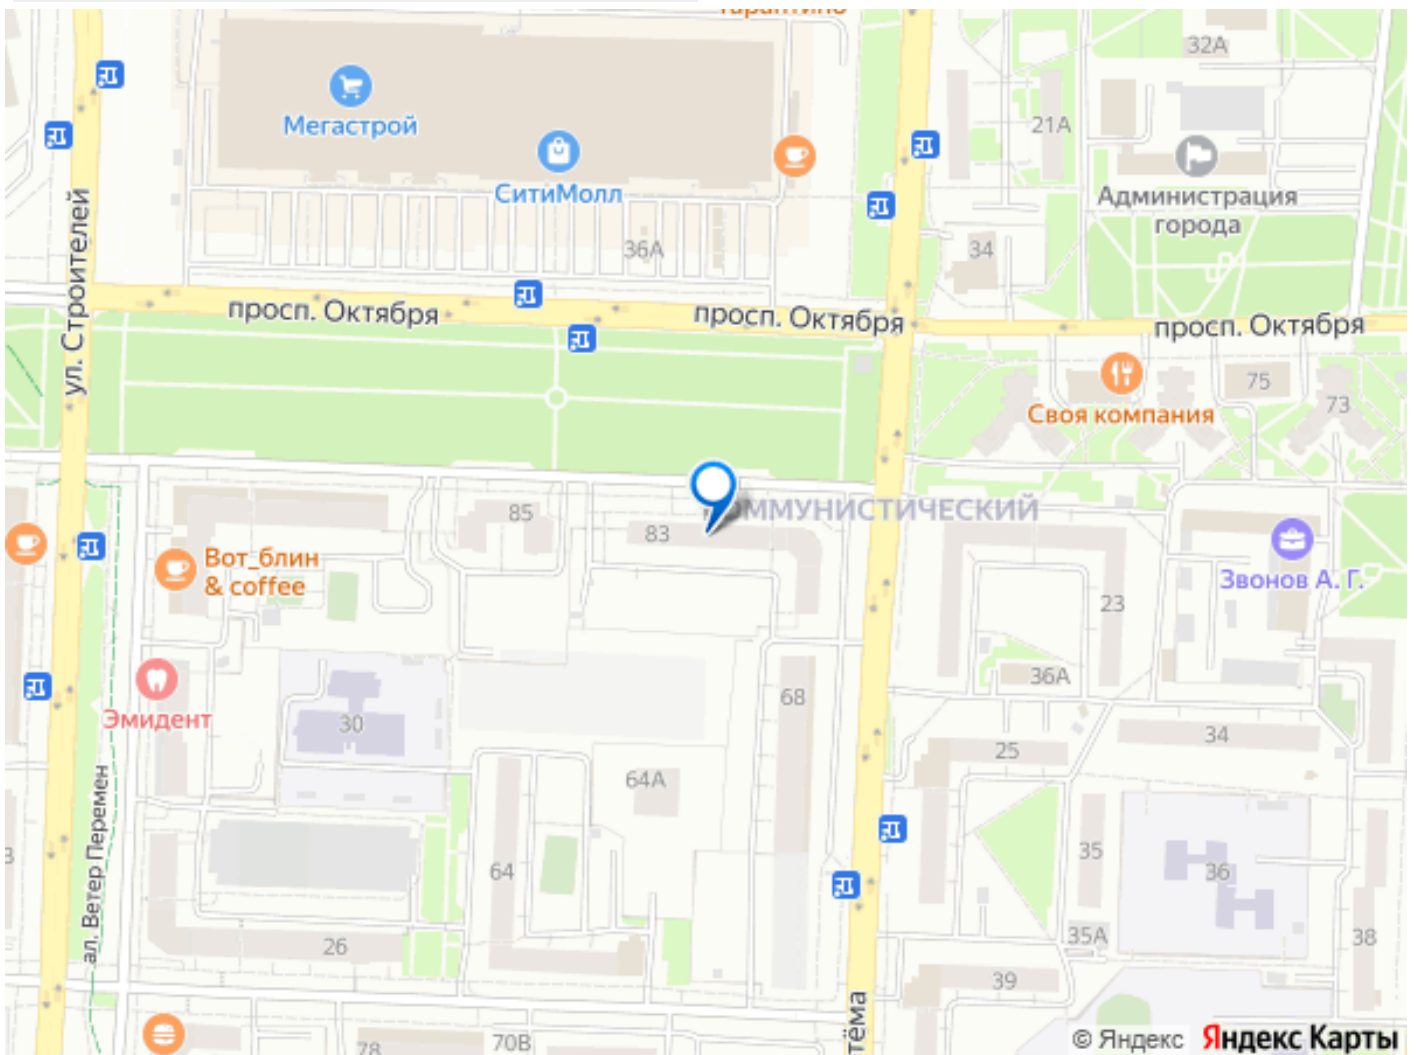 32А
21А
Мегастрой
СитиМолл
Администрация
города
36А
34
ул. Строителей
просп. Октября
просп. Октября
просп. Октября
75
73
Своя компания
85
83
ОММУНИСТИЧЕСКИЙ
Вот_блин
& coffee
Звонов А. Г.
23
36А
68
Эмидент
30
34
25
64А
ал. Ветер Перемен
64
35
36
35А
38
26
39
тёма
78
70В
© Яндекс Яндекс Карты